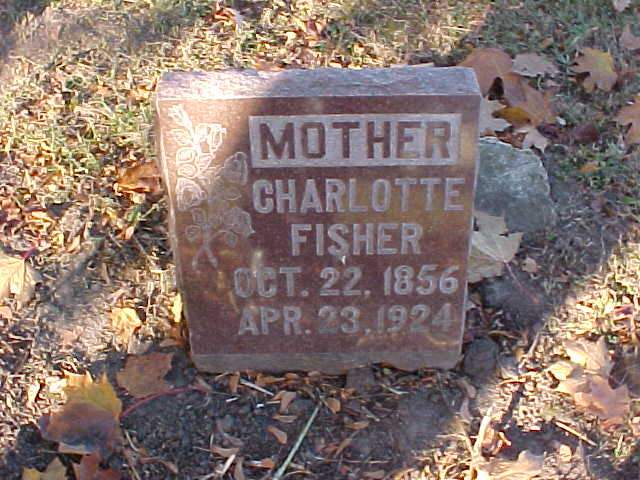 MOTHER
CHARLOTTE
FISHER
OCT. 22, 1856
APR. 23, 1924